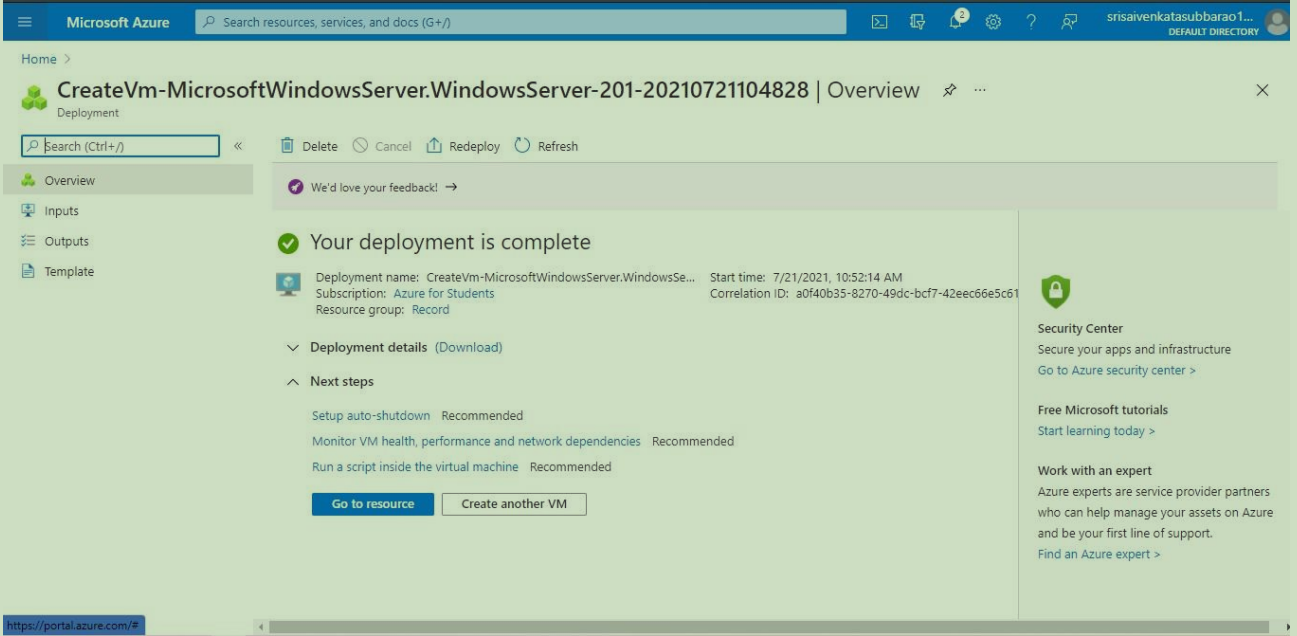 Microsoft Azure
Search resources, services, and docs (G+/)
2
srisaivenkatasubbarao1...
DEFAULT DIRECTORY
Home >
CreateVm-MicrosoftWindowsServer.WindowsServer-201-20210721104828 | Overview
Deployment
Search (Ctrl+/)
Delete
Cancel
Redeploy
Refresh
Overview
Inputs
Outputs
Template
We'd love your feedback! →
Your deployment is complete
Deployment name: CreateVm-MicrosoftWindowsServer.WindowsSe...
Subscription: Azure for Students
Resource group: Record
Start time: 7/21/2021, 10:52:14 AM
Correlation ID: a0f40b35-8270-49dc-bcf7-42eec66e5c61
Deployment details (Download)
Next steps
Setup auto-shutdown Recommended
Monitor VM health, performance and network dependencies Recommended
Run a script inside the virtual machine Recommended
Go to resource
Create another VM
Security Center
Secure your apps and infrastructure
Go to Azure security center >
Free Microsoft tutorials
Start learning today >
Work with an expert
Azure experts are service provider partners
who can help manage your assets on Azure
and be your first line of support.
Find an Azure expert >
https://portal.azure.com/#